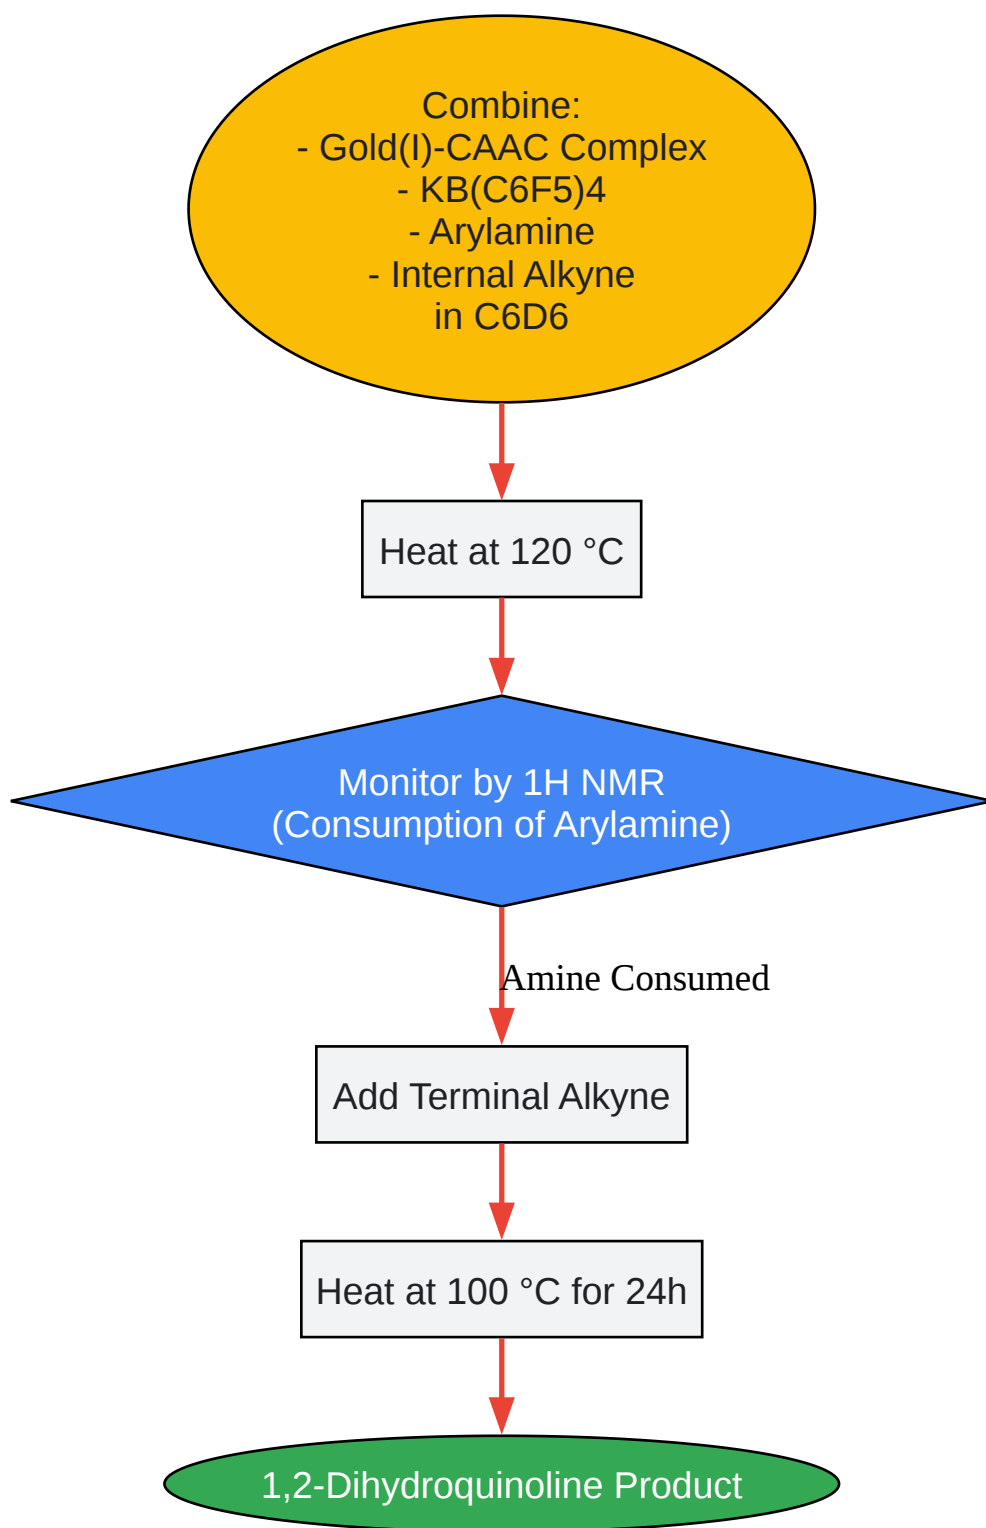 Combine:
- Gold(I)-CAAC Complex
- KB(C6F5)4
- Arylamine
- Internal Alkyne
in C6D6
Heat at 120 °C
Monitor by 1H NMR
(Consumption of Arylamine)
Amine Consumed
Add Terminal Alkyne
Heat at 100 °C for 24h
1,2-Dihydroquinoline Product